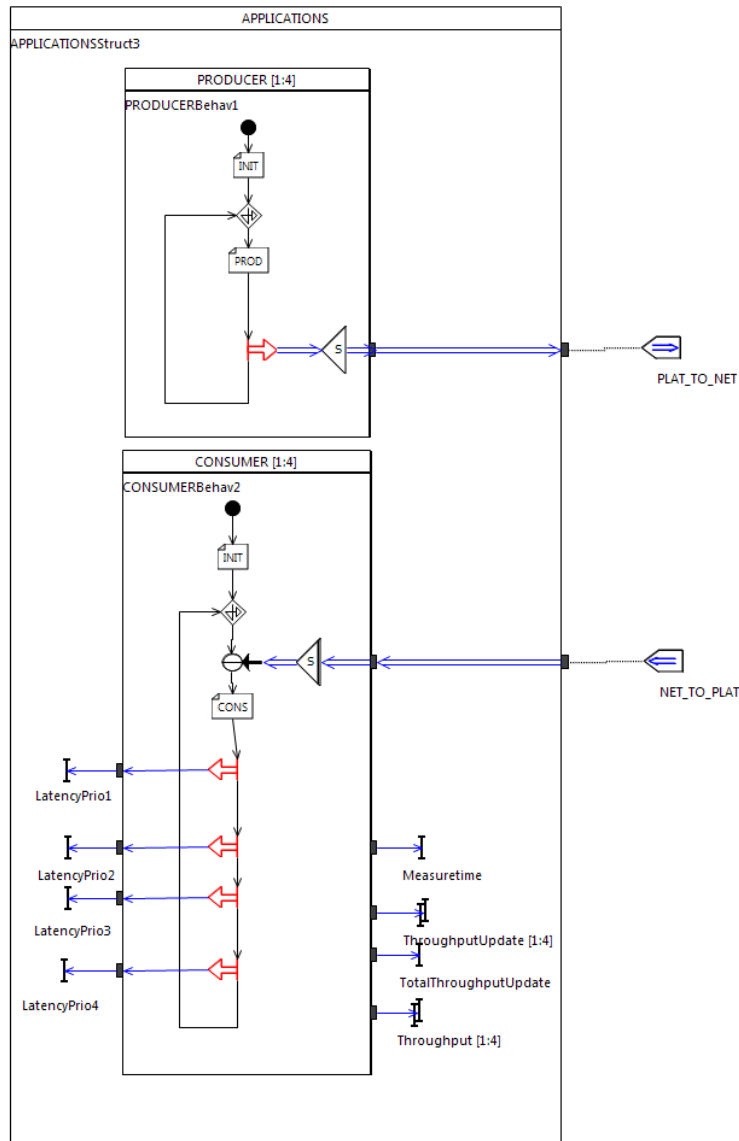 APPLICATIONS
APPLICATIONSStruct3
PRODUCER [1:4]
PRODUCERBehav1
INIT
PROD
S
PLAT_TO_NET
CONSUMER [1:4]
CONSUMERBehav2
INIT
S
NET_TO_PLAT
CONS
LatencyPrio1
LatencyPrio2
Measuretime
LatencyPrio3
ThroughputUpdate [1:4]
TotalThroughputUpdate
LatencyPrio4
Throughput [1:4]